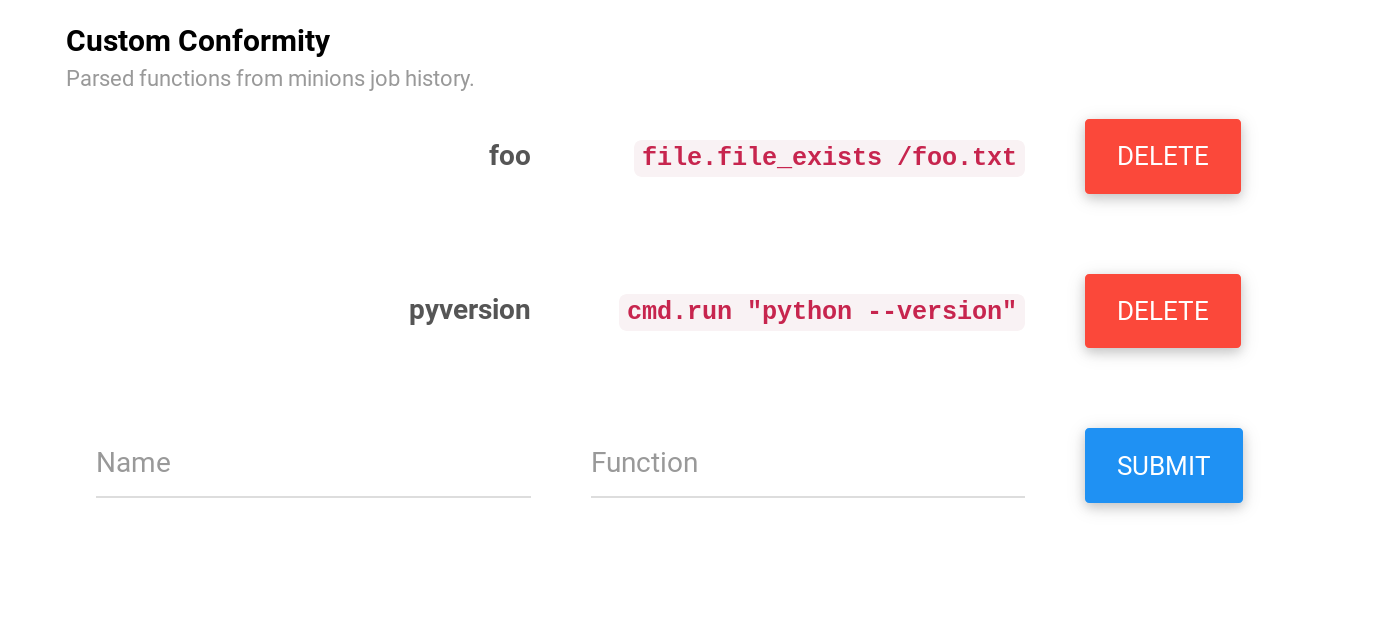 Custom Conformity
Parsed functions from minions job history.
foo file.file_exists /foo.txt DELETE
pyversion cmd.run "python --version" DELETE
Name Function SUBMIT